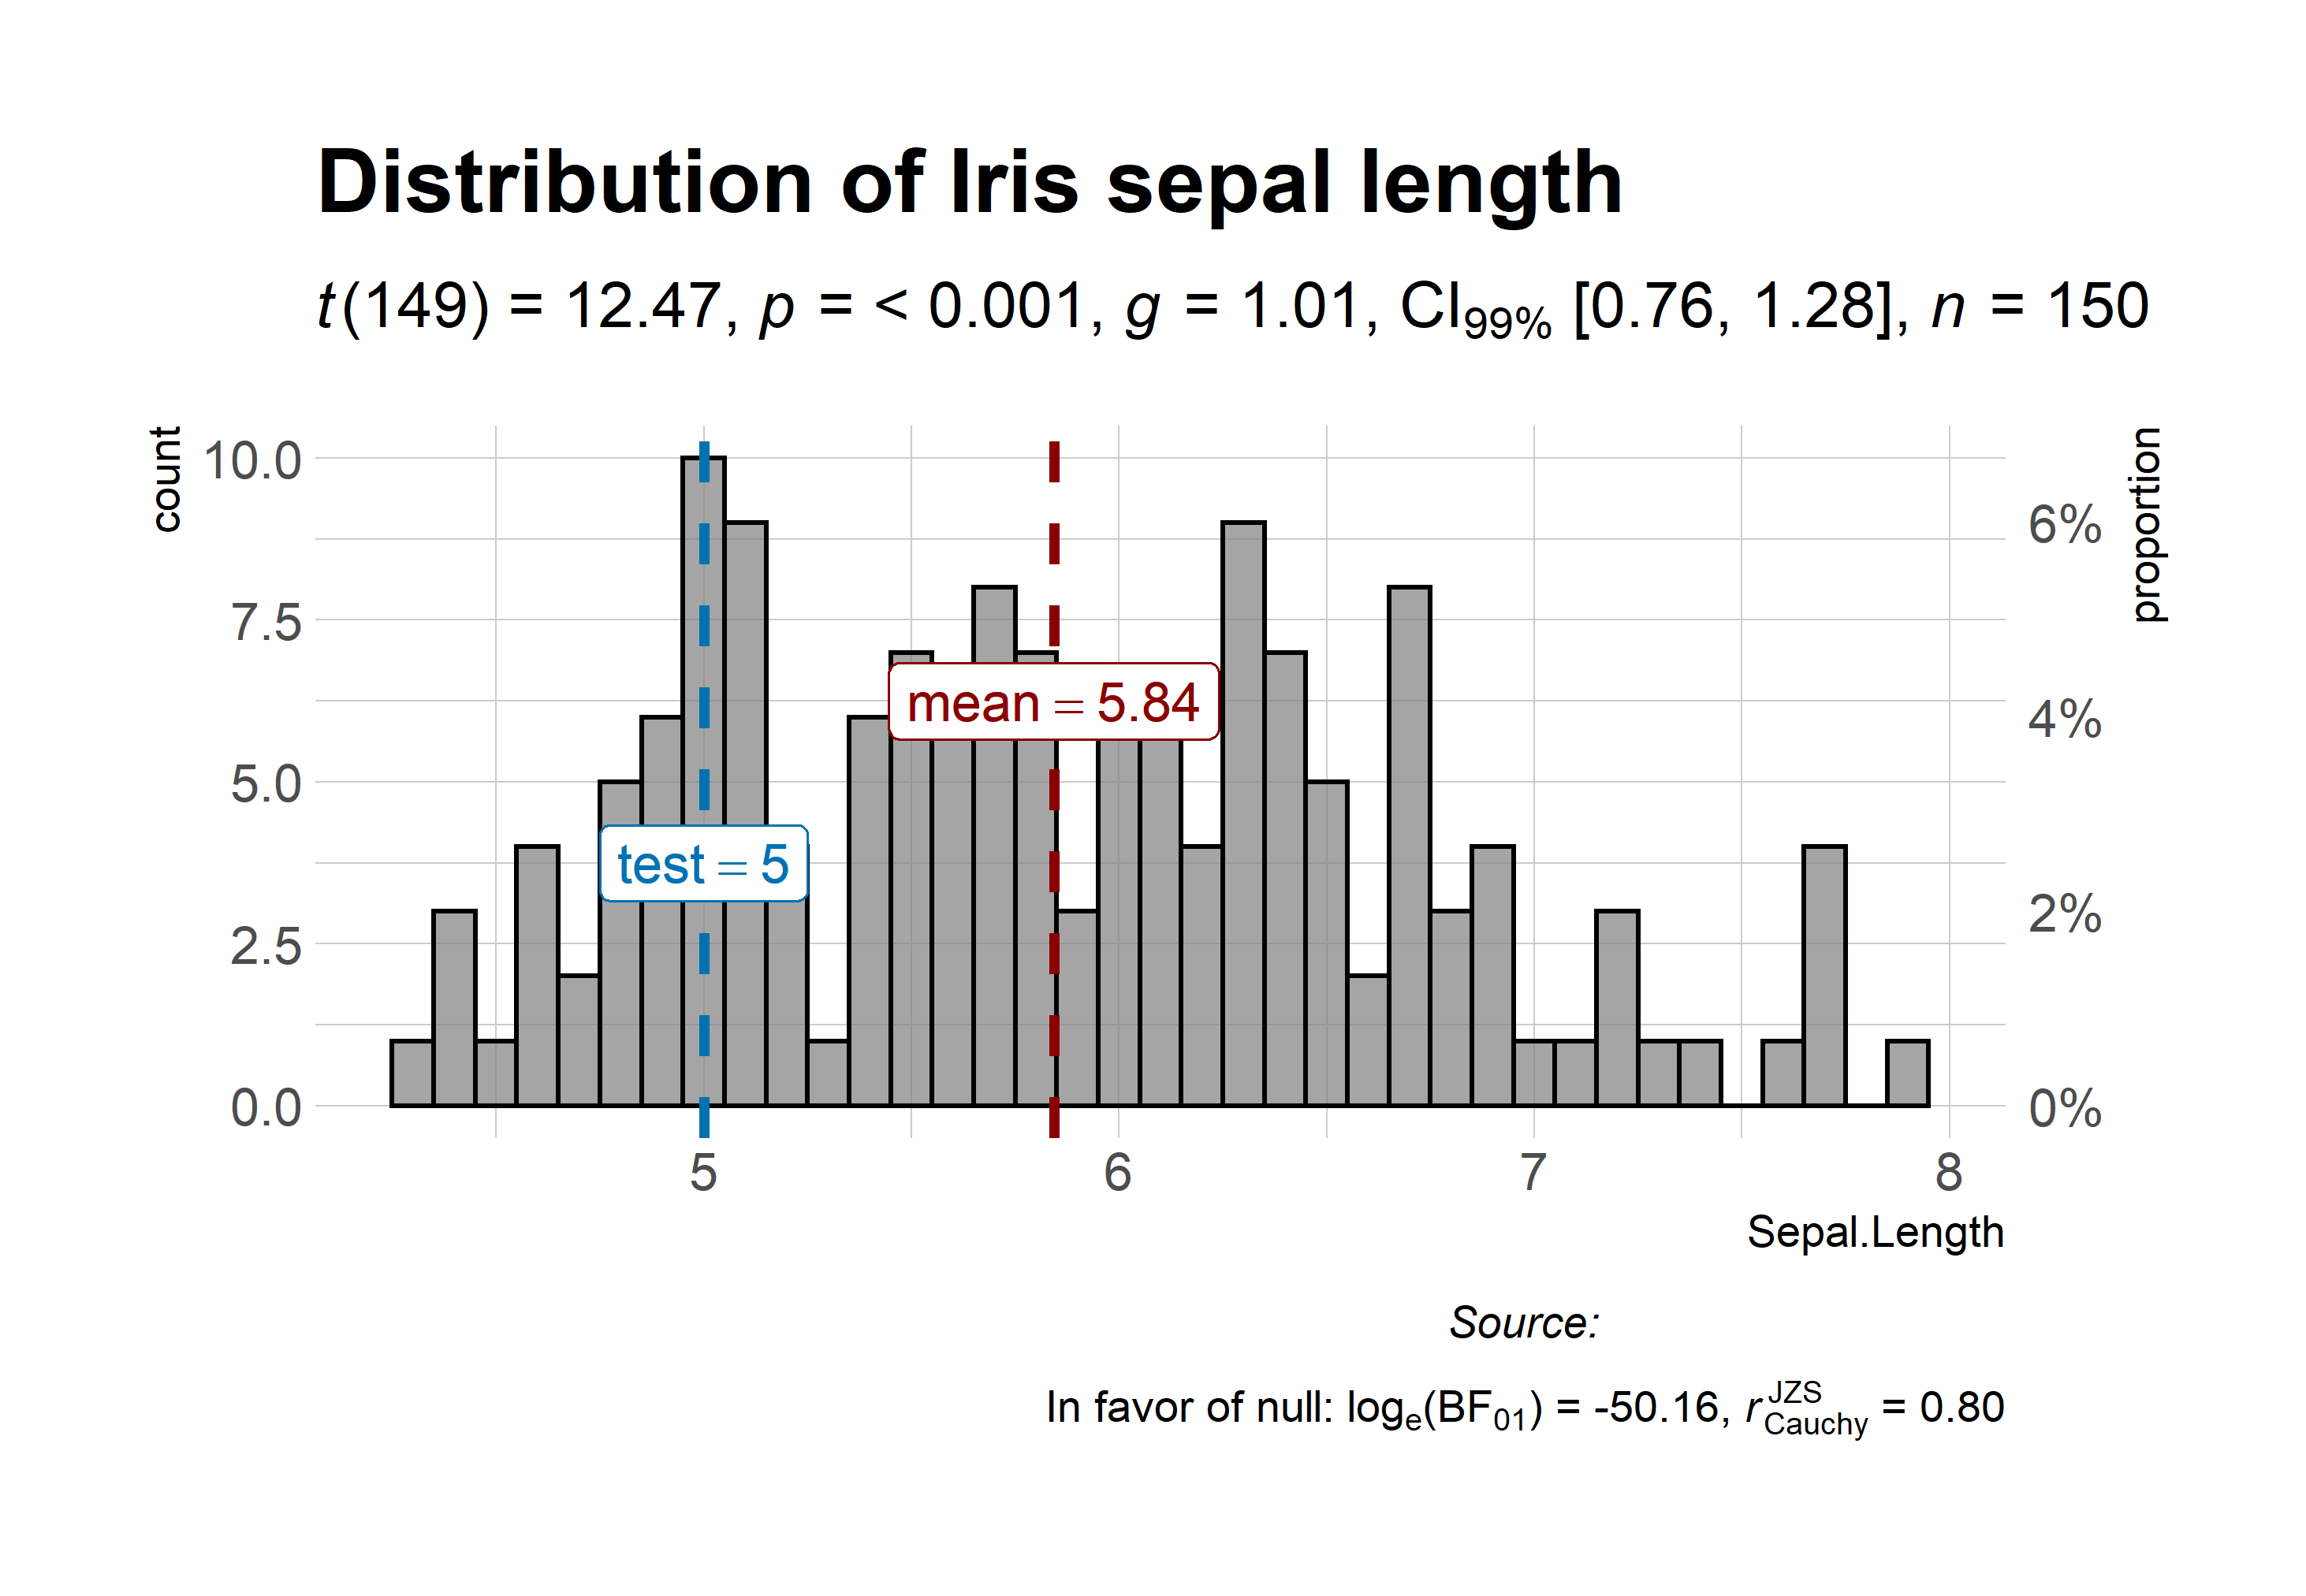 Distribution of Iris sepal length
t(149) = 12.47, p = < 0.001, g = 1.01, CI99% [0.76, 1.28], n = 150
count
proportion
10.0
7.5
5.0
2.5
0.0
6%
4%
2%
0%
mean = 5.84
test = 5
5 6 7 8
Sepal.Length
Source:
In favor of null: loge(BF01) = -50.16, r JZS Cauchy = 0.80